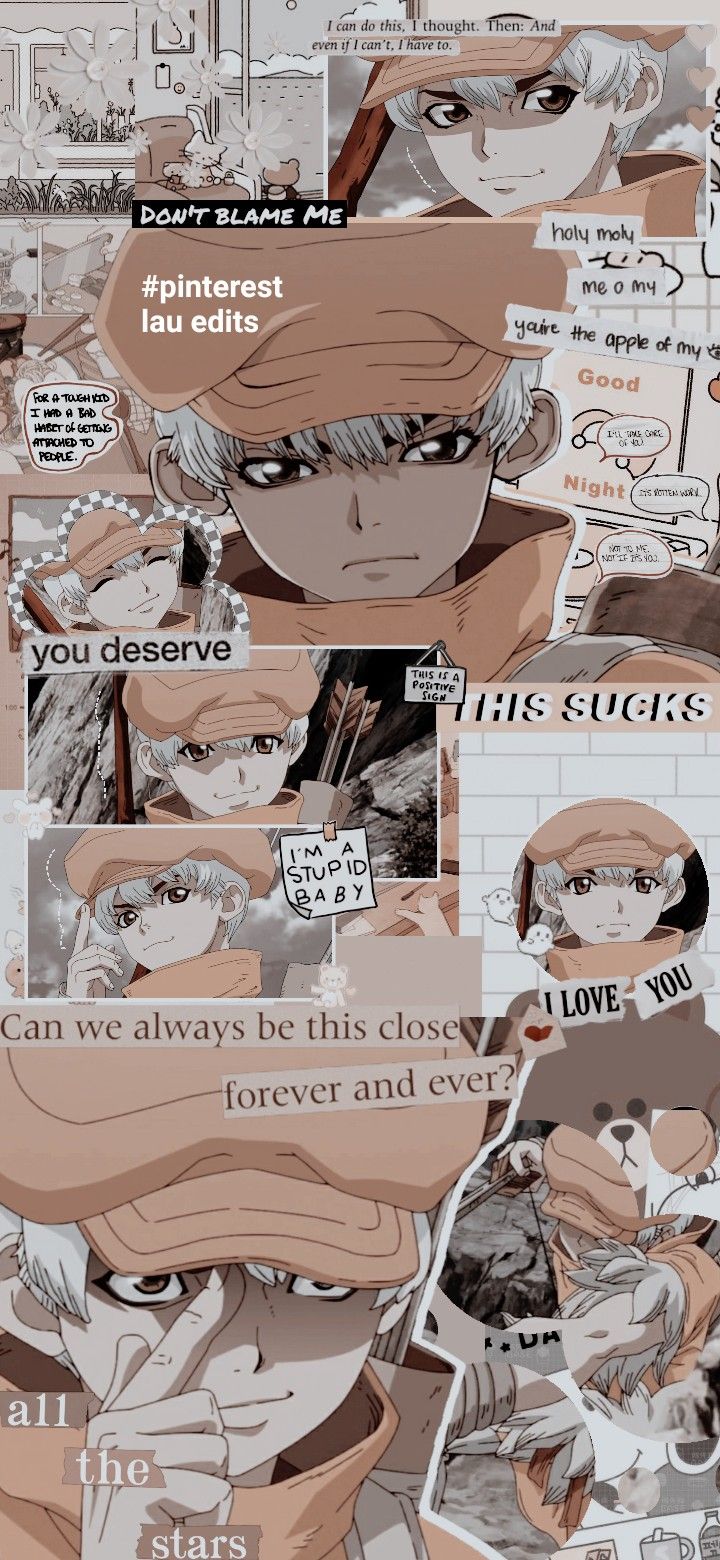 I can do this, I thought. Then: And
even if I can't, I have to.
DON'T BLAME ME
holy moly
me o my
you're the apple of my
#pinterest
lau edits
Good
FOR A TOUGH KID
I HAD A BAD
HABIT OF GETTING
ATTACHED TO
PEOPLE.
I'LL TAKE CARE
OF YOU.
Night
IT'S ROTTEN WORK.
NOT TO ME.
NOT IF IT'S YOU.
you deserve
THIS IS A
POSITIVE
SIGN
THIS SUCKS
1:00
I'M A
STUPID
BABY
I LOVE YOU
Can we always be this close
forever and ever?
DA
all
the
stars